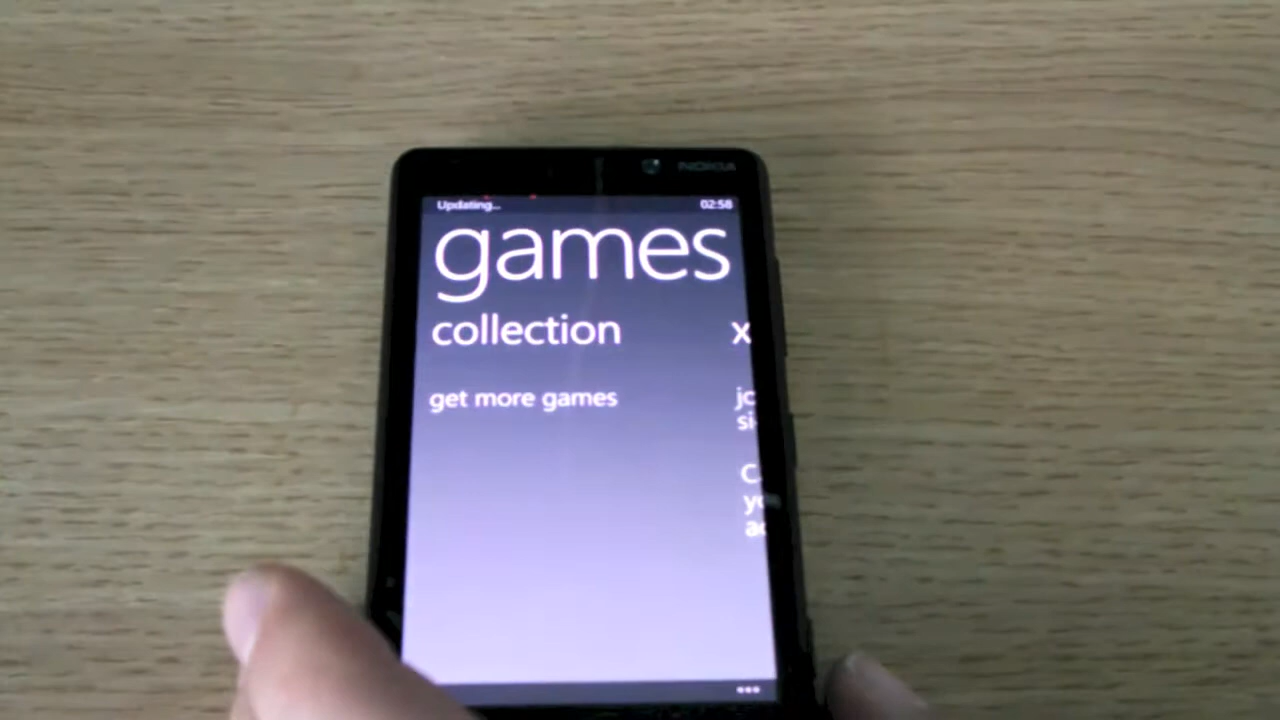 NOKIA
Updating... 02:58
games
collection x
get more games